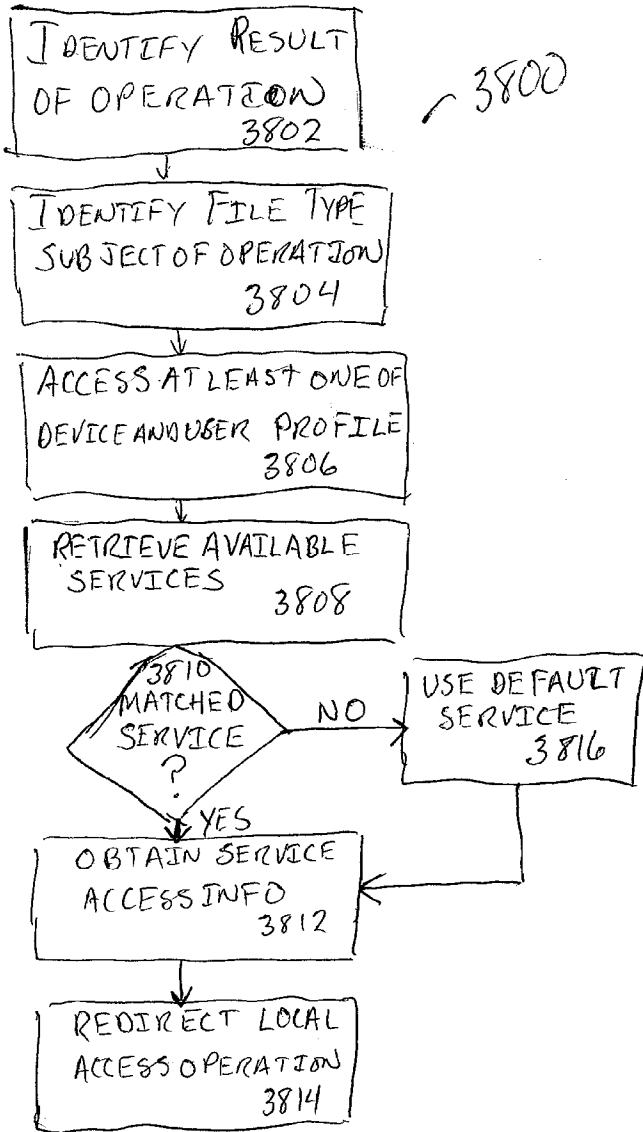 IDENTIFY RESULT
OF OPERATION
3802
3800
IDENTIFY FILE TYPE
SUBJECT OF OPERATION
3804
ACCESS AT LEAST ONE OF
DEVICE AND USER PROFILE
3806
RETRIEVE AVAILABLE
SERVICES
3808
3810
MATCHED
SERVICE
?
NO
USE DEFAULT
SERVICE
3816
YES
OBTAIN SERVICE
ACCESS INFO
3812
REDIRECT LOCAL
ACCESS OPERATION
3814